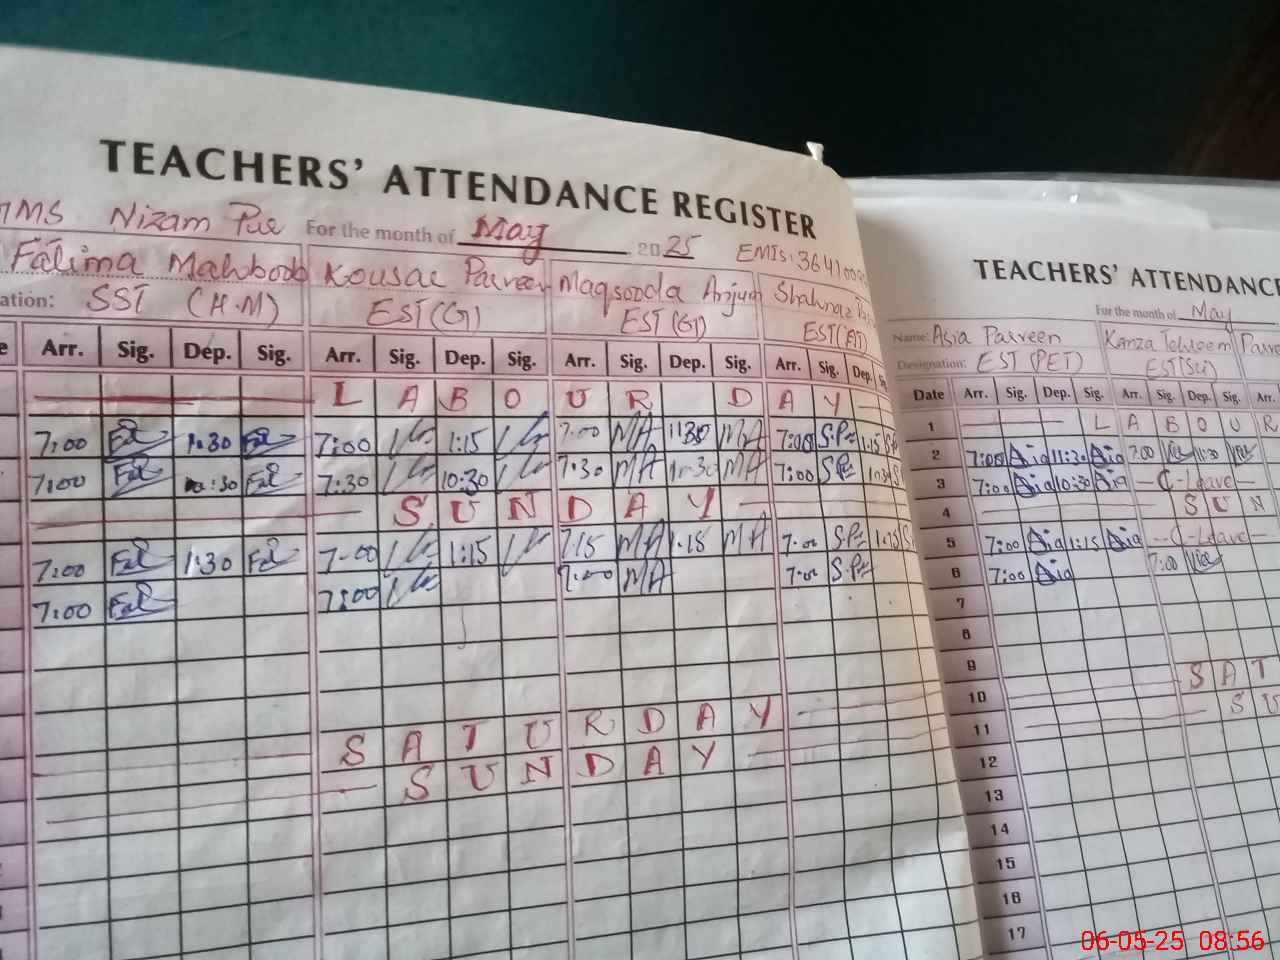 TEACHERS' ATTENDANCE REGISTER
MS Nizam Pur For the month of May 2025 EMIS: 364100
Fatima Mahboob Kousar Parveen Maqsooda Anjum Shahnaz
ation: SST (H.M) EST(G) EST(G) EST(AT)
e Arr. Sig. Dep. Sig. Arr. Sig. Dep. Sig. Arr. Sig. Dep. Sig. Arr. Sig. Dep. Sig.
L A B O U R D A Y
7:00 1:30 7:00 1:15 7:00 MA 11:30 MA 7:00 S.P 1:15 S.P
7:00 :30 7:30 10:30 7:30 MA MA 7:00 SP
S U N D A Y
7:00 1:30 7:00 1:15 7:15 MA 1:15 MA 7:00 S.P 1:15 S
7:00 7:00 7:00 MA 7:00 S.P
S A T U R D A Y
S U N D A Y
TEACHERS' ATTENDANCE
For the month of May
Name: Asia Parveen Kanza Tehreem Parve
Designation: EST (PET) EST(Sci)
Date Arr. Sig. Dep. Sig. Arr. Sig. Dep. Sig. Arr.
1 L A B O U R
2 7:00 Asia 11:30 Asia 7:00 11:30
3 7:00 Asia 10:30 Asia C-Leave
4 S U N
5 7:00 Asia 1:15 Asia C-Leave
6 7:00 Asia 7:00
7
8
9
10 S A T
11 S U
12
13
14
15
16
17
06-05-25 08:56